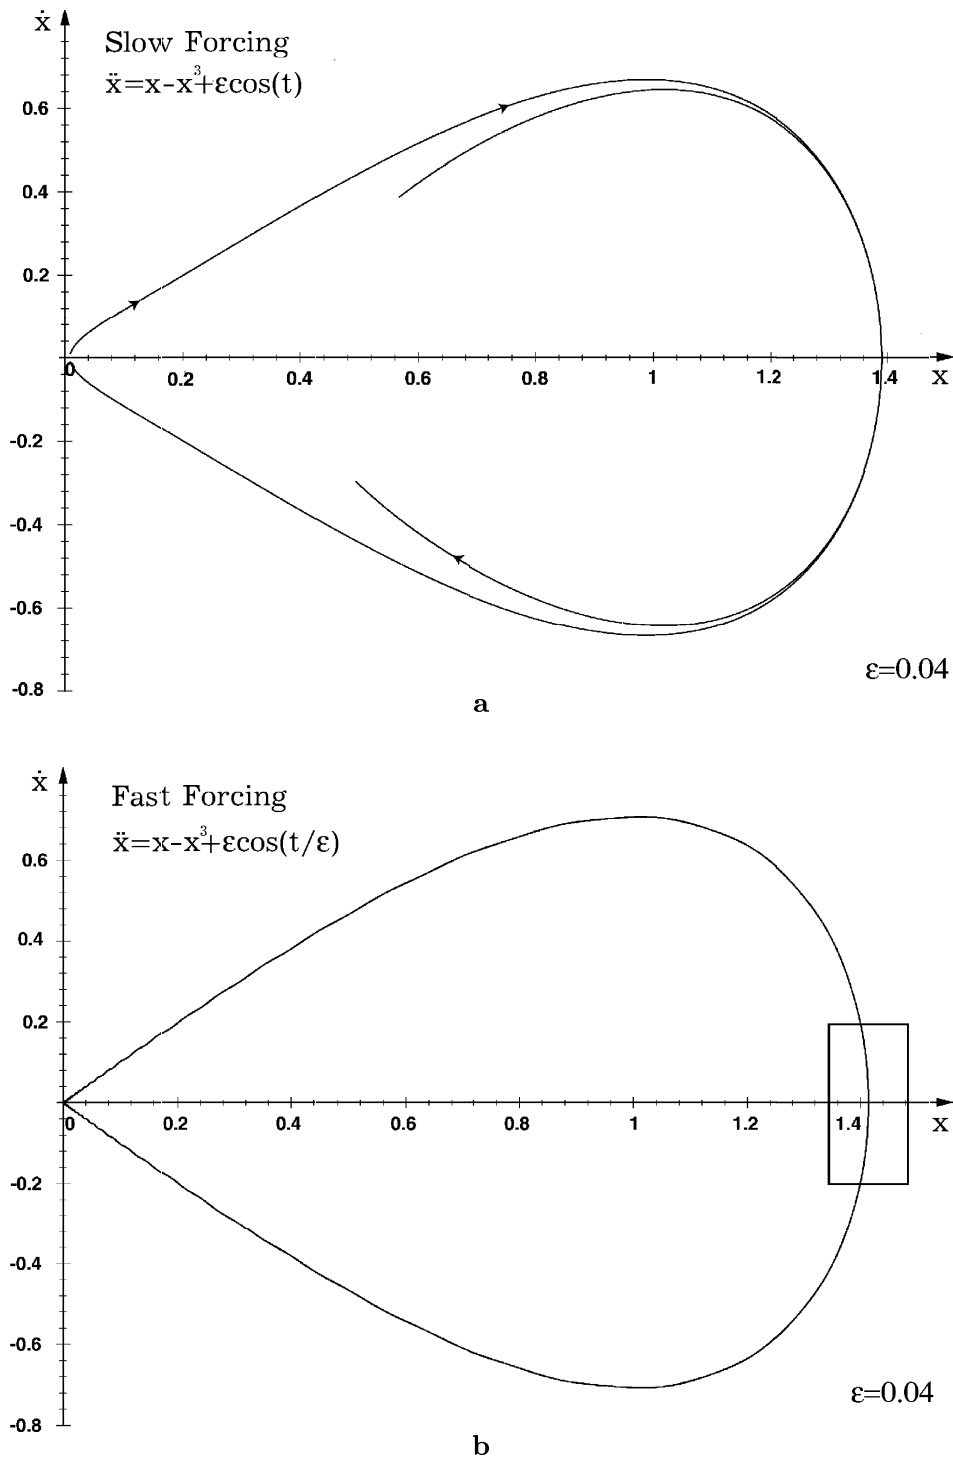 ẋ
Slow Forcing
ẍ=x-x³+εcos(t)
0.6
0.4
0.2
0
0.2
0.4
0.6
0.8
1
1.2
1.4
x
-0.2
-0.4
-0.6
-0.8
ε=0.04
a
ẋ
Fast Forcing
ẍ=x-x³+εcos(t/ε)
0.6
0.4
0.2
0
0.2
0.4
0.6
0.8
1
1.2
1.4
x
-0.2
-0.4
-0.6
-0.8
ε=0.04
b